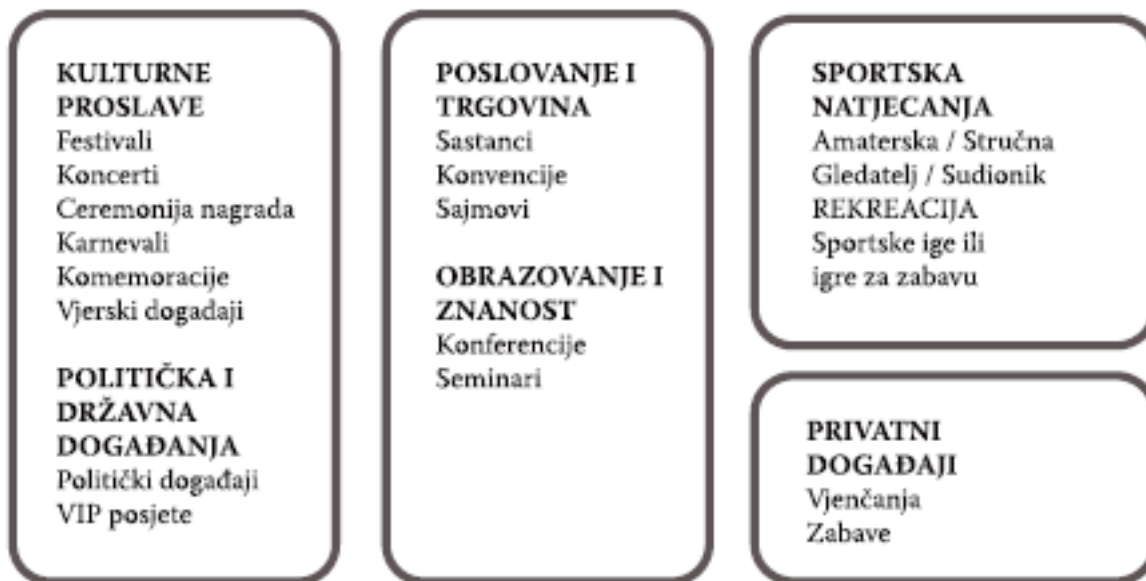 KULTURNE
PROSLAVE
Festivali
Koncerti
Ceremonija nagrada
Karnevali
Komemoracije
Vjerski događaji
POLITIČKA I
DRŽAVNA
DOGAĐANJA
Politički događaji
VIP posjete
POSLOVANJE I
TRGOVINA
Sastanci
Konvencije
Sajmovi
OBRAZOVANJE I
ZNANOST
Konferencije
Seminari
SPORTSKA
NATJECANJA
Amaterska / Stručna
Gledatelj / Sudionik
REKREACIJA
Sportske ige ili
igre za zabavu
PRIVATNI
DOGAĐAJI
Vjenčanja
Zabave